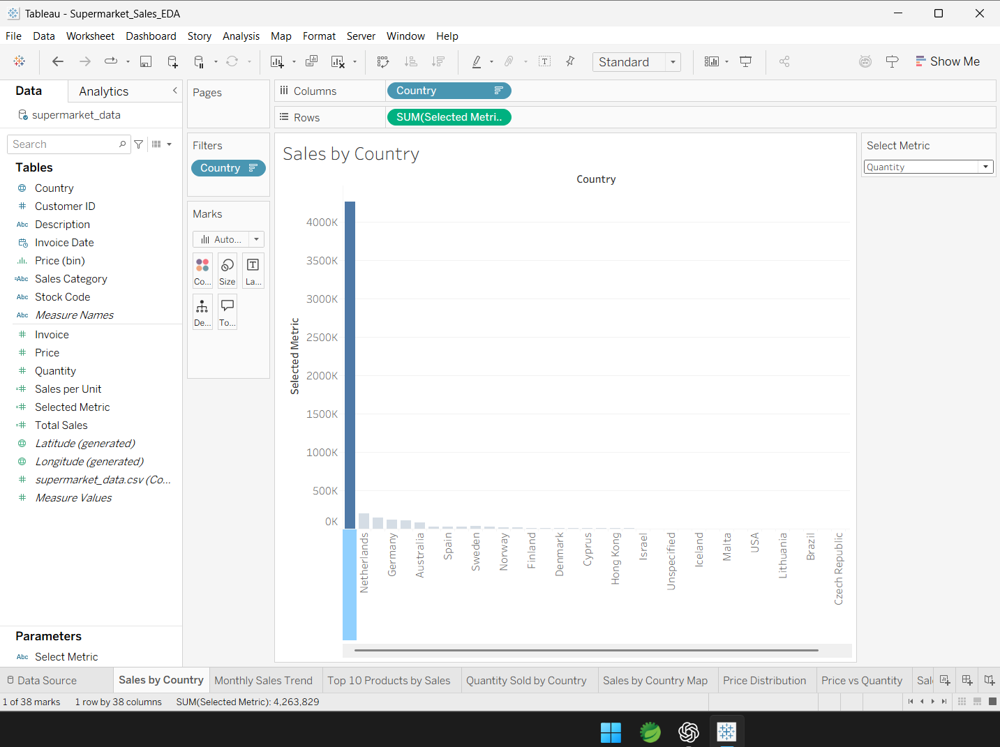 Tableau - Supermarket_Sales_EDA
File Data Worksheet Dashboard Story Analysis Map Format Server Window Help
Standard
Show Me
Data Analytics
supermarket_data
Search
Tables
Country
Customer ID
Abc Description
Invoice Date
Price (bin)
=Abc Sales Category
Abc Stock Code
Abc Measure Names
Invoice
Price
Quantity
Sales per Unit
Selected Metric
Total Sales
Latitude (generated)
Longitude (generated)
supermarket_data.csv (Co...
Measure Values
Parameters
Abc Select Metric
Pages
Filters
Country
Marks
Auto...
Co... Size La...
De... To...
Columns Country
Rows SUM(Selected Metri..
Sales by Country
Country
Selected Metric
4000K
3500K
3000K
2500K
2000K
1500K
1000K
500K
0K
Netherlands
Germany
Australia
Spain
Sweden
Norway
Finland
Denmark
Cyprus
Hong Kong
Israel
Unspecified
Iceland
Malta
USA
Lithuania
Brazil
Czech Republic
Select Metric
Quantity
Data Source Sales by Country Monthly Sales Trend Top 10 Products by Sales Quantity Sold by Country Sales by Country Map Price Distribution Price vs Quantity Sal
1 of 38 marks 1 row by 38 columns SUM(Selected Metric): 4,263,829